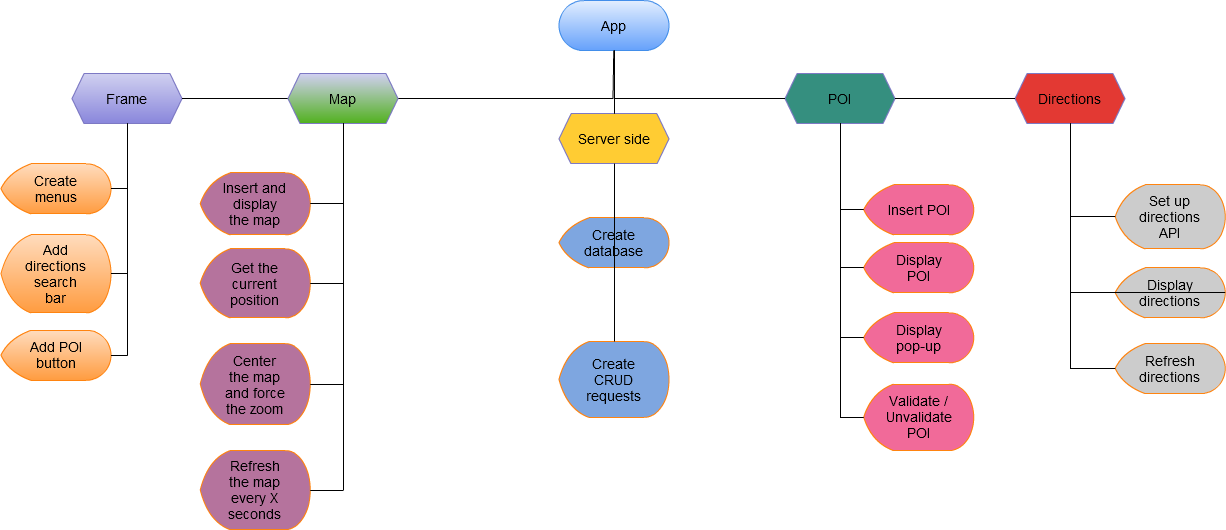 App
Frame
Map
Server side
POI
Directions
Create
menus
Add
directions
search
bar
Add POI
button
Insert and
display
the map
Get the
current
position
Center
the map
and force
the zoom
Refresh
the map
every X
seconds
Create
database
Create
CRUD
requests
Insert POI
Display
POI
Display
pop-up
Validate /
Unvalidate
POI
Set up
directions
API
Display
directions
Refresh
directions